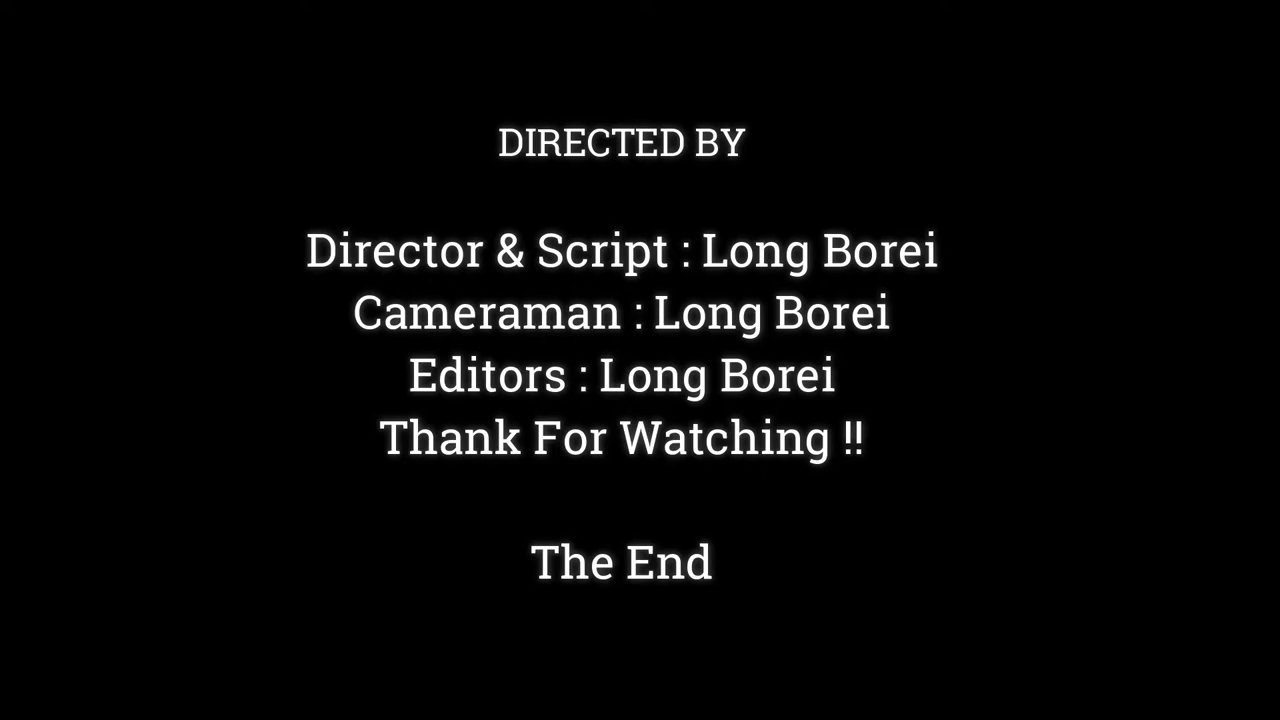 DIRECTED BY
Director & Script : Long Borei
Cameraman : Long Borei
Editors : Long Borei
Thank For Watching !!
The End